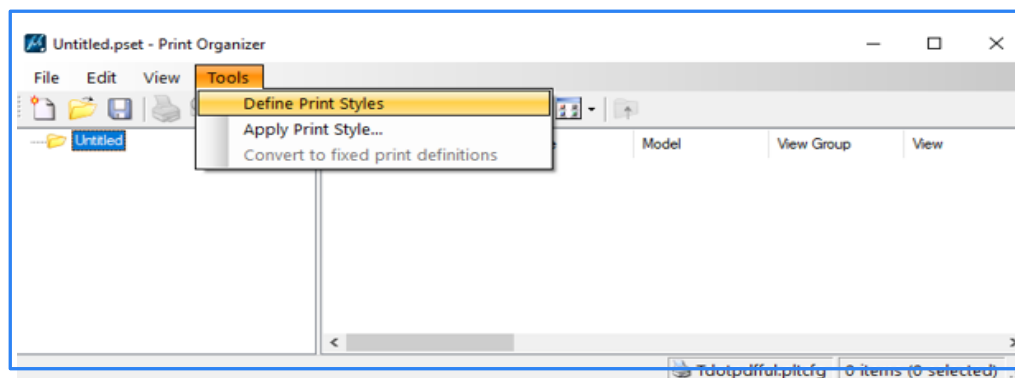 Untitled.pset - Print Organizer
File Edit View Tools
Define Print Styles
Apply Print Style...
Convert to fixed print definitions
Untitled
Model View Group View
Tdotpdffull.pltcfg 0 items (0 selected)